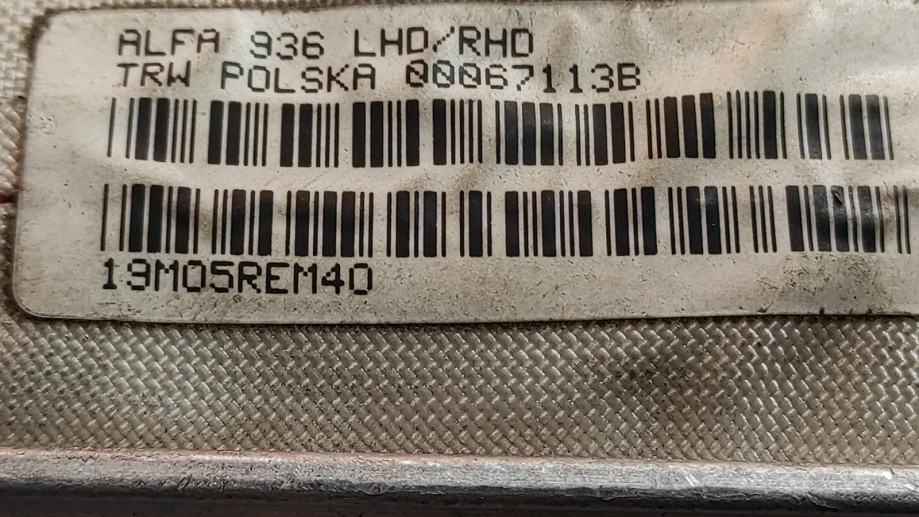 ALFA 936 LHD/RHD
TRW POLSKA 00067113B
19M05REM40